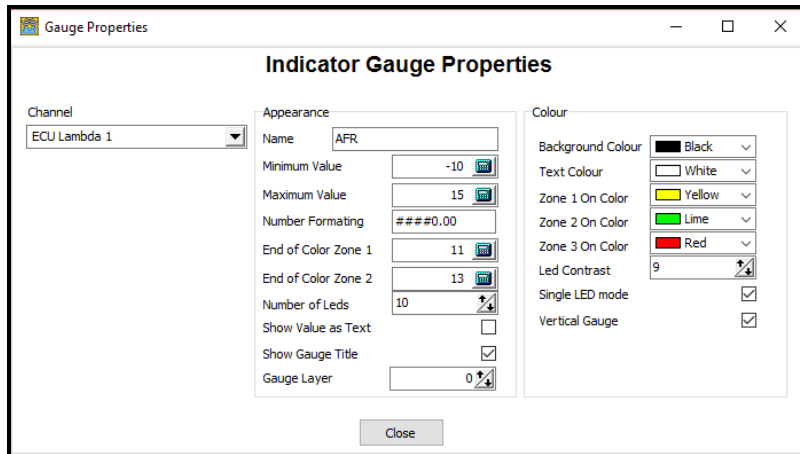 Gauge Properties
Indicator Gauge Properties
Channel
ECU Lambda 1
Appearance
Name AFR
Minimum Value -10
Maximum Value 15
Number Formating ####0.00
End of Color Zone 1 11
End of Color Zone 2 13
Number of Leds 10
Show Value as Text
Show Gauge Title
Gauge Layer 0
Colour
Background Colour Black
Text Colour White
Zone 1 On Color Yellow
Zone 2 On Color Lime
Zone 3 On Color Red
Led Contrast 9
Single LED mode
Vertical Gauge
Close